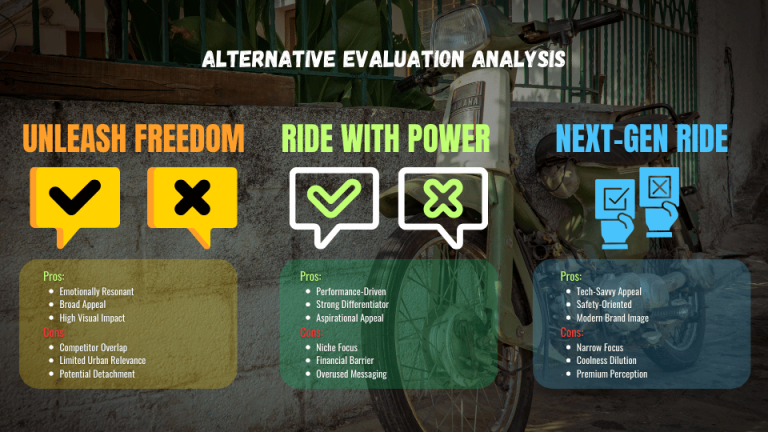 ALTERNATIVE EVALUATION ANALYSIS
UNLEASH FREEDOM
Pros:
Emotionally Resonant
Broad Appeal
High Visual Impact
Cons:
Competitor Overlap
Limited Urban Relevance
Potential Detachment
RIDE WITH POWER
Pros:
Performance-Driven
Strong Differentiator
Aspirational Appeal
Cons:
Niche Focus
Financial Barrier
Overused Messaging
NEXT-GEN RIDE
Pros:
Tech-Savvy Appeal
Safety-Oriented
Modern Brand Image
Cons:
Narrow Focus
Coolness Dilution
Premium Perception
YAMAHA